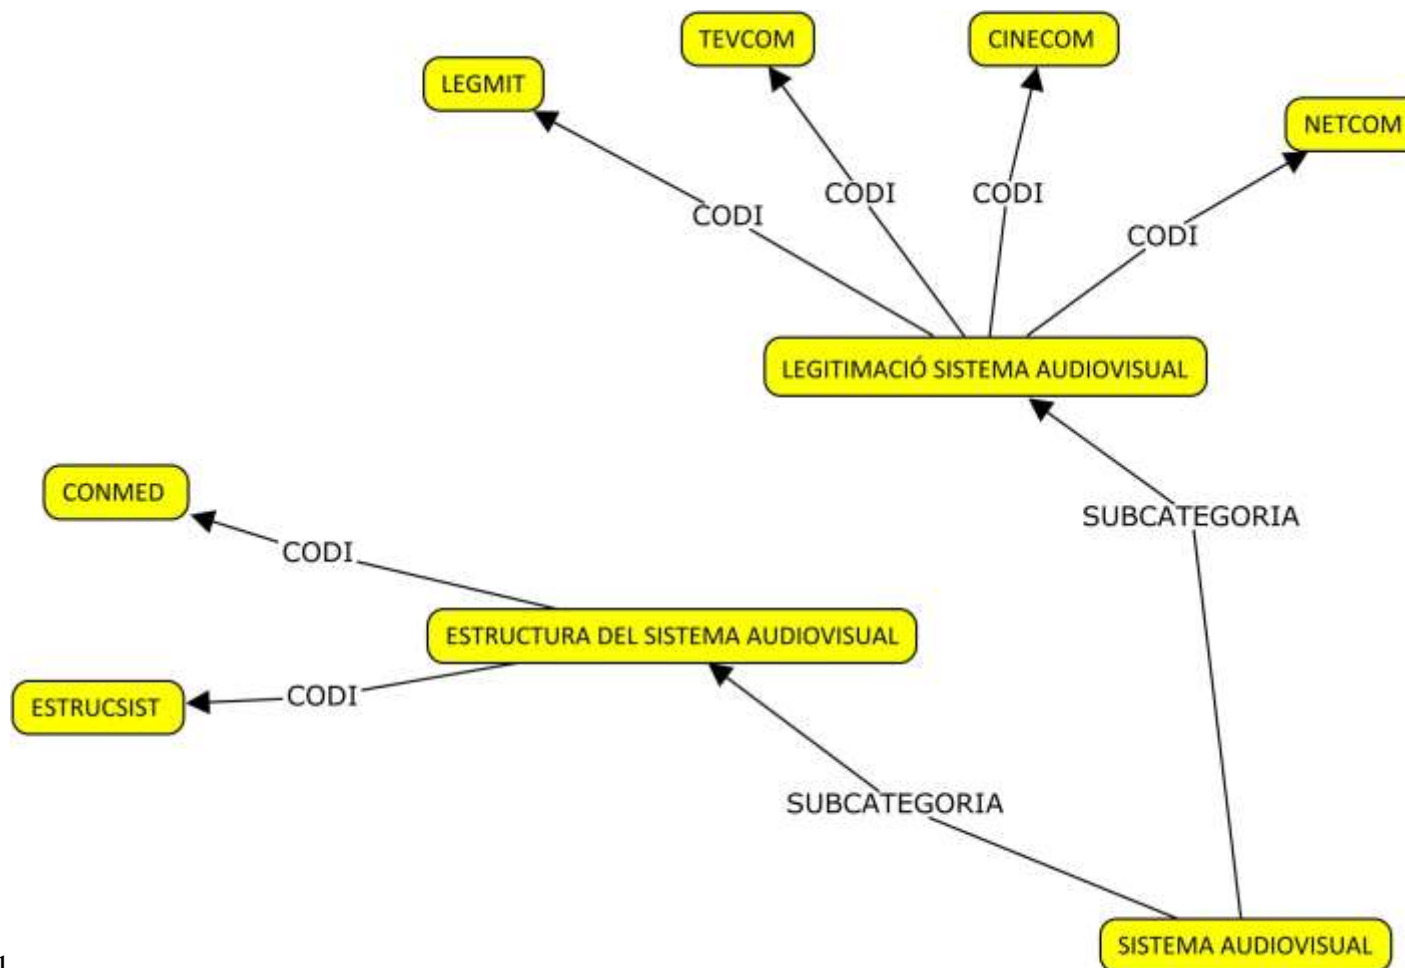 TEVCOM
CINECOM
LEGMIT
NETCOM
CODI
CODI
CODI
CODI
LEGITIMACIÓ SISTEMA AUDIOVISUAL
CONMED
SUBCATEGORIA
CODI
ESTRUCTURA DEL SISTEMA AUDIOVISUAL
CODI
ESTRUCSIST
SUBCATEGORIA
SISTEMA AUDIOVISUAL